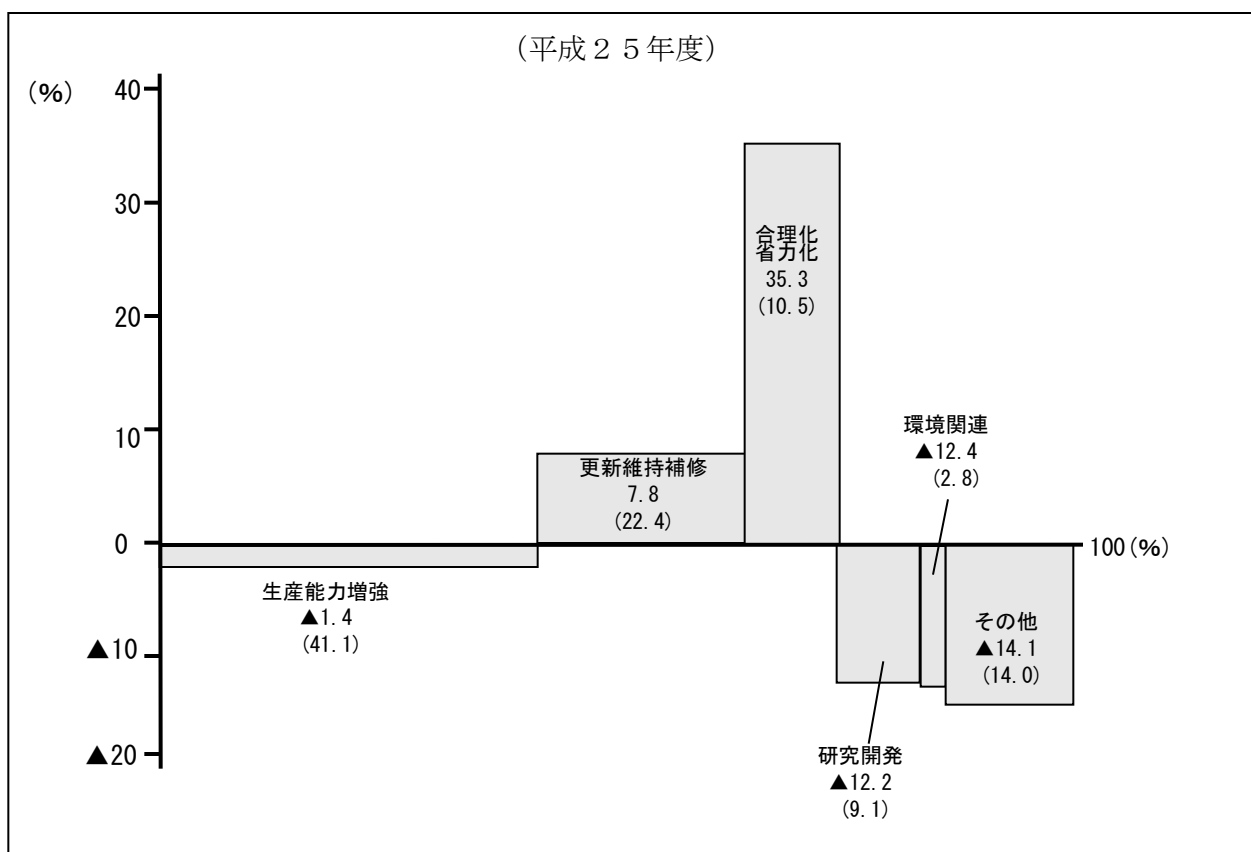 (平成２５年度)
(%)
40
30
20
10
0
▲10
▲20
100(%)
生産能力増強
▲1.4
(41.1)
更新維持補修
7.8
(22.4)
合理化
省力化
35.3
(10.5)
研究開発
▲12.2
(9.1)
環境関連
▲12.4
(2.8)
その他
▲14.1
(14.0)